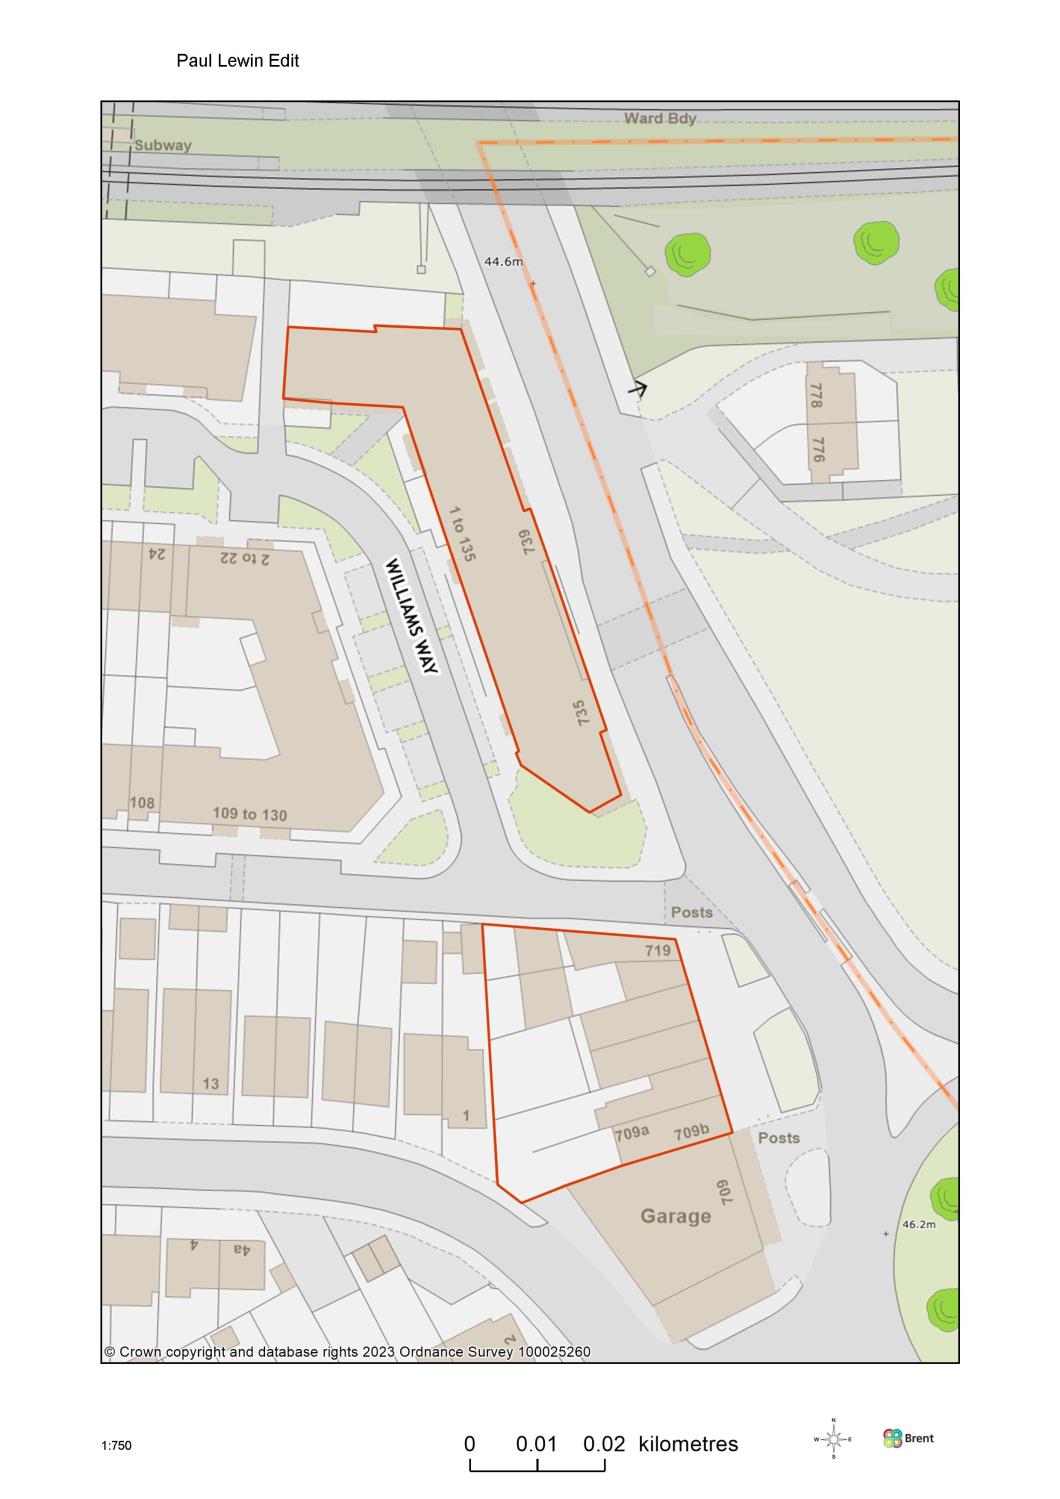 Paul Lewin Edit
Ward Bdy
Subway
44.6m
778
776
1 to 135
739
24
2 to 22
WILLIAMS WAY
735
108
109 to 130
Posts
719
13
1
709a
709b
Posts
709
Garage
46.2m
4
4a
2
© Crown copyright and database rights 2023 Ordnance Survey 100025260
1:750
0 0.01 0.02 kilometres
N
W E
S
Brent